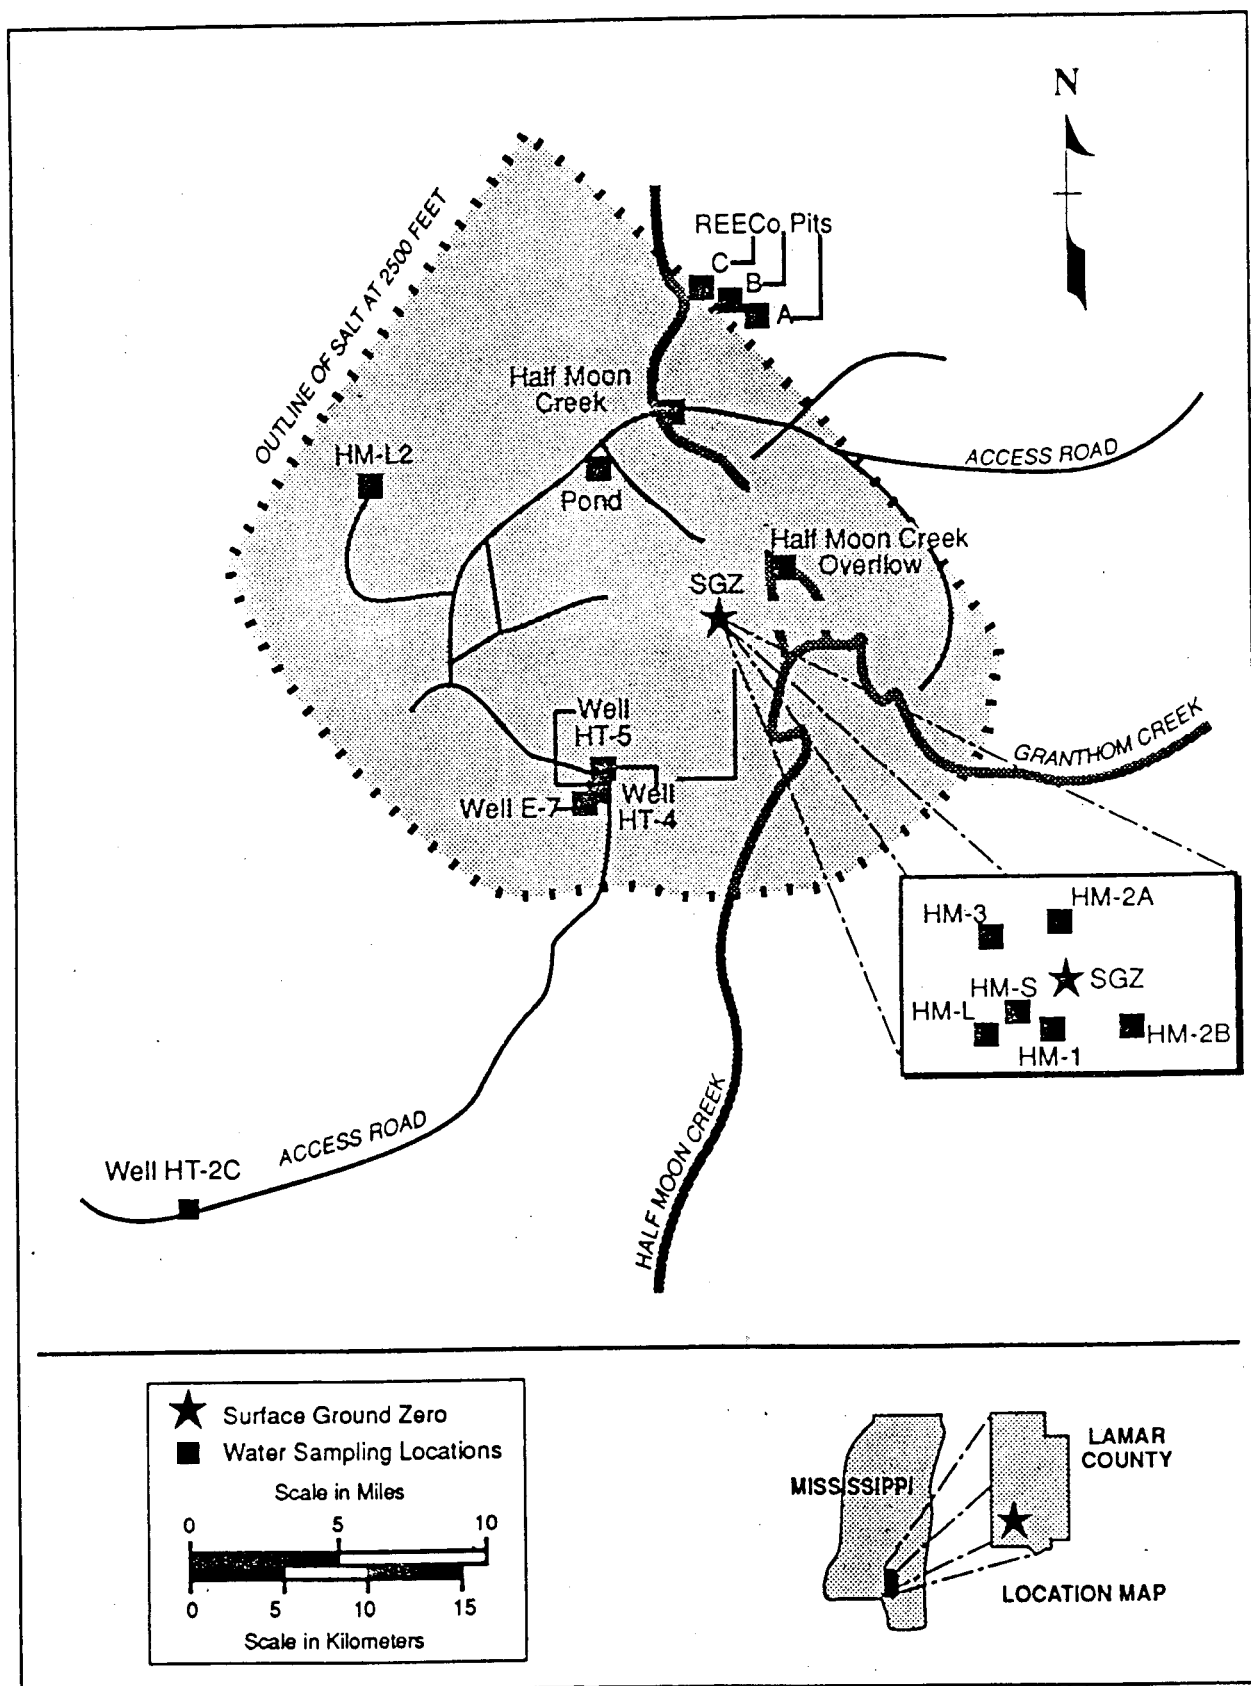 N
OUTLINE OF SALT AT 2500 FEET
REECo Pits
C
B
A
Half Moon
Creek
ACCESS ROAD
HM-L2
Pond
Half Moon Creek
Overflow
SGZ
Well
HT-5
GRANTHOM CREEK
Well E-7
Well
HT-4
HM-2A
HM-3
SGZ
HM-S
HM-L
HM-1
HM-2B
HALF MOON CREEK
ACCESS ROAD
Well HT-2C
Surface Ground Zero
Water Sampling Locations
Scale in Miles
0 5 10
0 5 10 15
Scale in Kilometers
MISSISSIPPI
LAMAR
COUNTY
LOCATION MAP